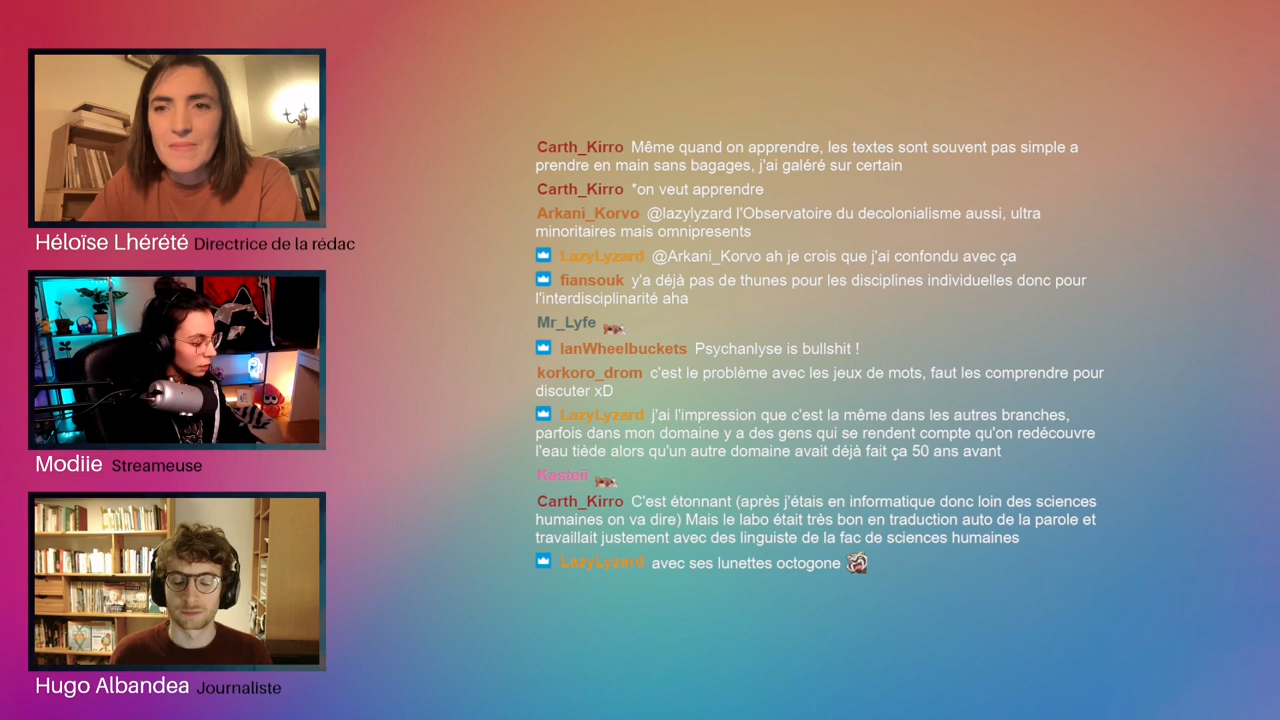 Héloïse Lhérété Directrice de la rédac
Modiie Streameuse
Hugo Albandea Journaliste
Carth_Kirro Même quand on apprendre, les textes sont souvent pas simple a
prendre en main sans bagages, j'ai galéré sur certain
Carth_Kirro *on veut apprendre
Arkani_Korvo @lazylyzard l'Observatoire du decolonialisme aussi, ultra
minoritaires mais omnipresents
LazyLyzard @Arkani_Korvo ah je crois que j'ai confondu avec ça
fiansouk y'a déjà pas de thunes pour les disciplines individuelles donc pour
l'interdisciplinarité aha
Mr_Lyfe
IanWheelbuckets Psychanlyse is bullshit !
korkoro_drom c'est le problème avec les jeux de mots, faut les comprendre pour
discuter xD
LazyLyzard j'ai l'impression que c'est la même dans les autres branches,
parfois dans mon domaine y a des gens qui se rendent compte qu'on redécouvre
l'eau tiède alors qu'un autre domaine avait déjà fait ça 50 ans avant
Kasteii
Carth_Kirro C'est étonnant (après j'étais en informatique donc loin des sciences
humaines on va dire) Mais le labo était très bon en traduction auto de la parole et
travaillait justement avec des linguiste de la fac de sciences humaines
LazyLyzard avec ses lunettes octogone